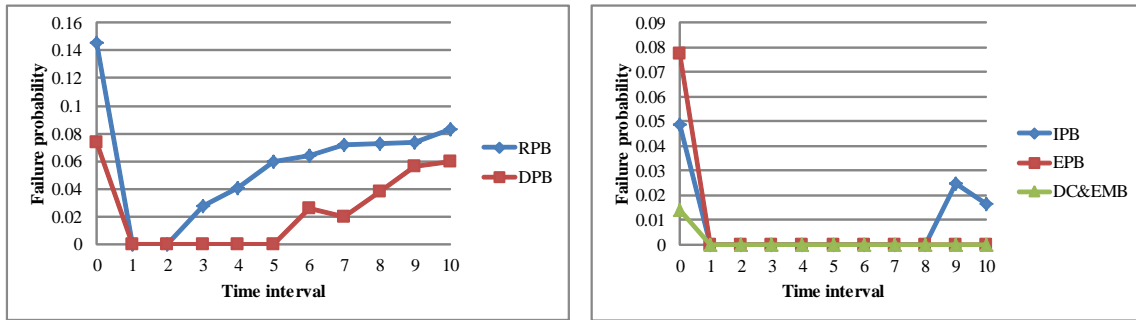 0.16
0.14
0.12
0.1
0.08
0.06
0.04
0.02
0
Failure probability
0 1 2 3 4 5 6 7 8 9 10
Time interval
RPB
DPB
0.09
0.08
0.07
0.06
0.05
0.04
0.03
0.02
0.01
0
Failure probability
0 1 2 3 4 5 6 7 8 9 10
Time interval
IPB
EPB
DC&EMB